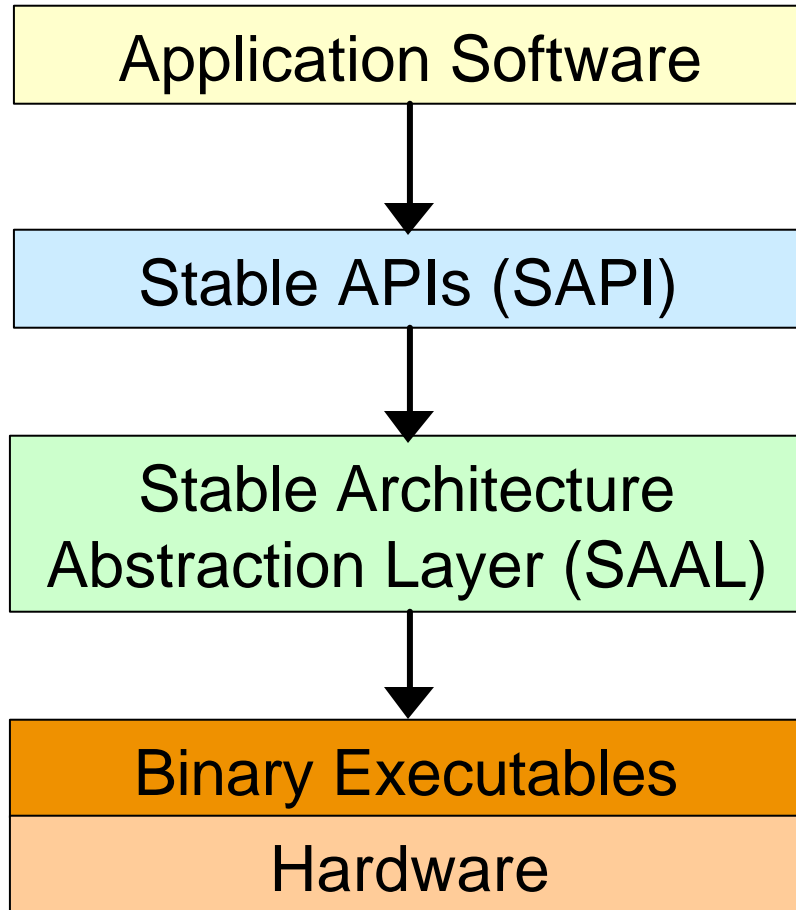 Application Software
Stable APIs (SAPI)
Stable Architecture
Abstraction Layer (SAAL)
Binary Executables
Hardware